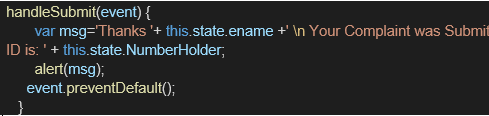 handleSubmit(event) {
var msg='Thanks '+ this.state.ename +' \n Your Complaint was Submit
ID is: ' + this.state.NumberHolder;
alert(msg);
event.preventDefault();
}